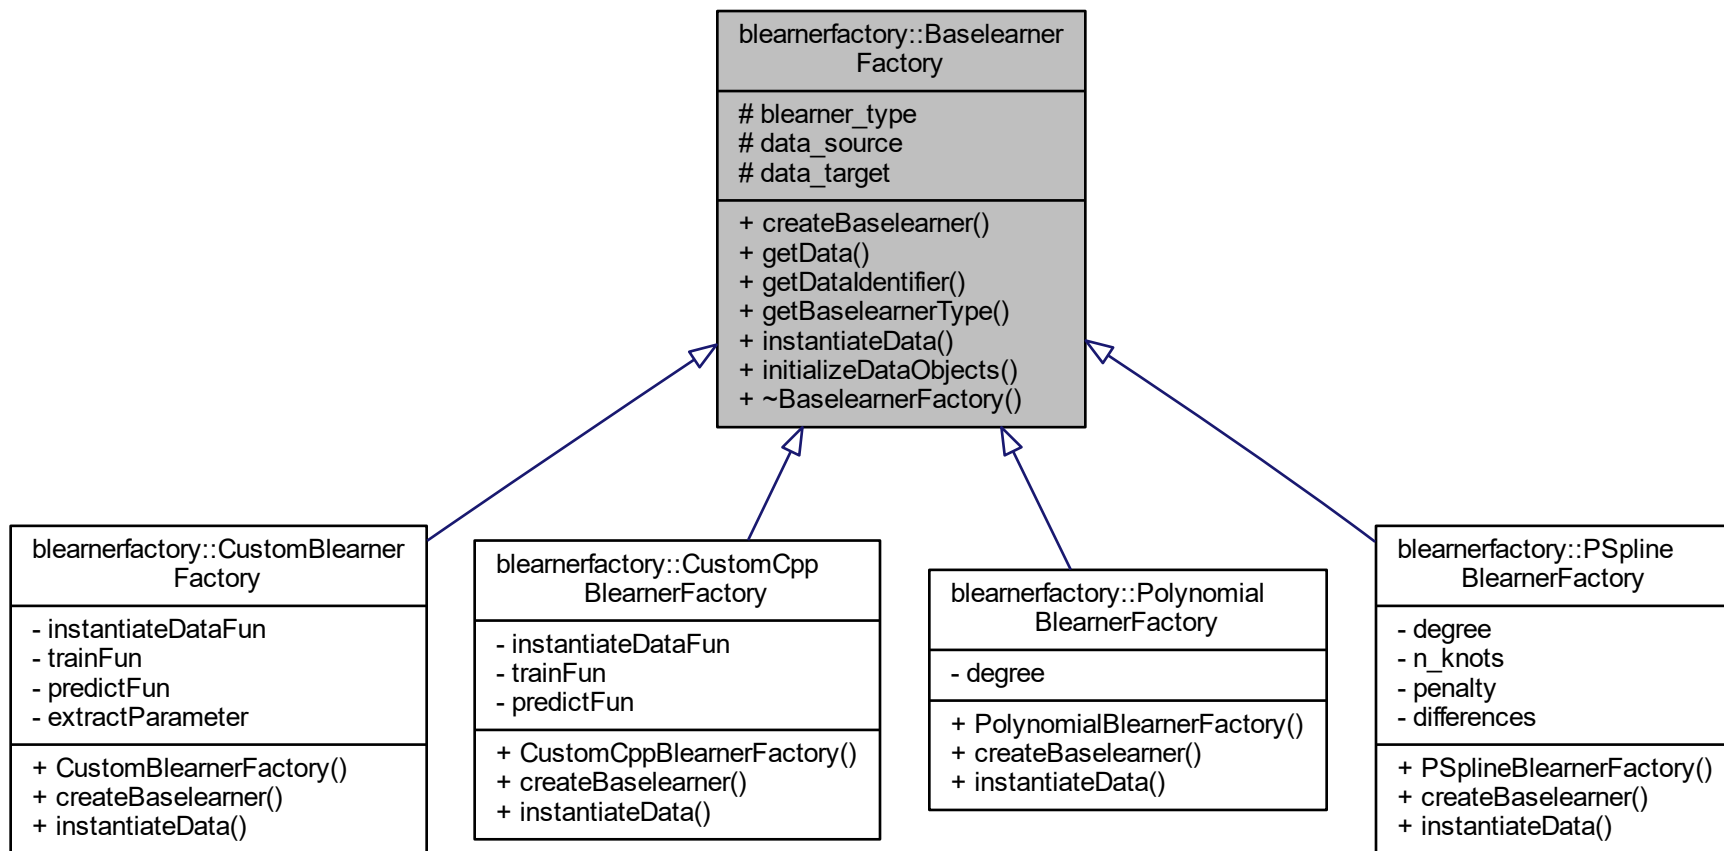 blearnerfactory::Baselearner
Factory
# blearner_type
# data_source
# data_target
+ createBaselearner()
+ getData()
+ getDataIdentifier()
+ getBaselearnerType()
+ instantiateData()
+ initializeDataObjects()
+ ~BaselearnerFactory()
blearnerfactory::CustomBlearner
Factory
- instantiateDataFun
- trainFun
- predictFun
- extractParameter
+ CustomBlearnerFactory()
+ createBaselearner()
+ instantiateData()
blearnerfactory::CustomCpp
BlearnerFactory
- instantiateDataFun
- trainFun
- predictFun
+ CustomCppBlearnerFactory()
+ createBaselearner()
+ instantiateData()
blearnerfactory::Polynomial
BlearnerFactory
- degree
+ PolynomialBlearnerFactory()
+ createBaselearner()
+ instantiateData()
blearnerfactory::PSpline
BlearnerFactory
- degree
- n_knots
- penalty
- differences
+ PSplineBlearnerFactory()
+ createBaselearner()
+ instantiateData()